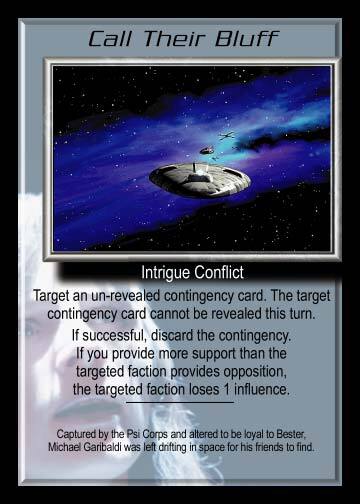 Call Their Bluff
Intrigue Conflict
Target an un-revealed contingency card. The target
contingency card cannot be revealed this turn.
If successful, discard the contingency.
If you provide more support than the
targeted faction provides opposition,
the targeted faction loses 1 influence.
Captured by the Psi Corps and altered to be loyal to Bester,
Michael Garibaldi was left drifting in space for his friends to find.